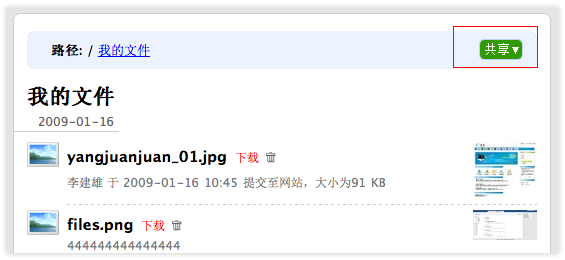 路径: / 我的文件 共享▼
我的文件
2009-01-16
yangjuanjuan_01.jpg 下载
李建雄 于 2009-01-16 10:45 提交至网站，大小为91 KB
files.png 下载
444444444444444